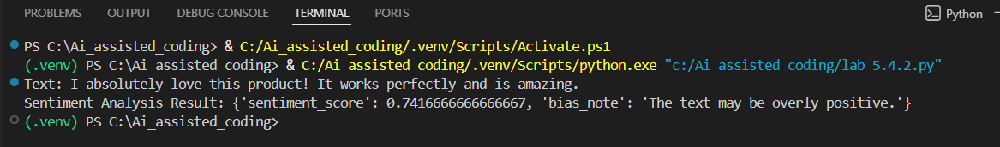 PROBLEMS OUTPUT DEBUG CONSOLE TERMINAL PORTS Python
PS C:\Ai_assisted_coding> & C:/Ai_assisted_coding/.venv/Scripts/Activate.ps1
(.venv) PS C:\Ai_assisted_coding> & C:/Ai_assisted_coding/.venv/Scripts/python.exe "c:/Ai_assisted_coding/lab 5.4.2.py"
Text: I absolutely love this product! It works perfectly and is amazing.
Sentiment Analysis Result: {'sentiment_score': 0.7416666666666667, 'bias_note': 'The text may be overly positive.'}
(.venv) PS C:\Ai_assisted_coding>